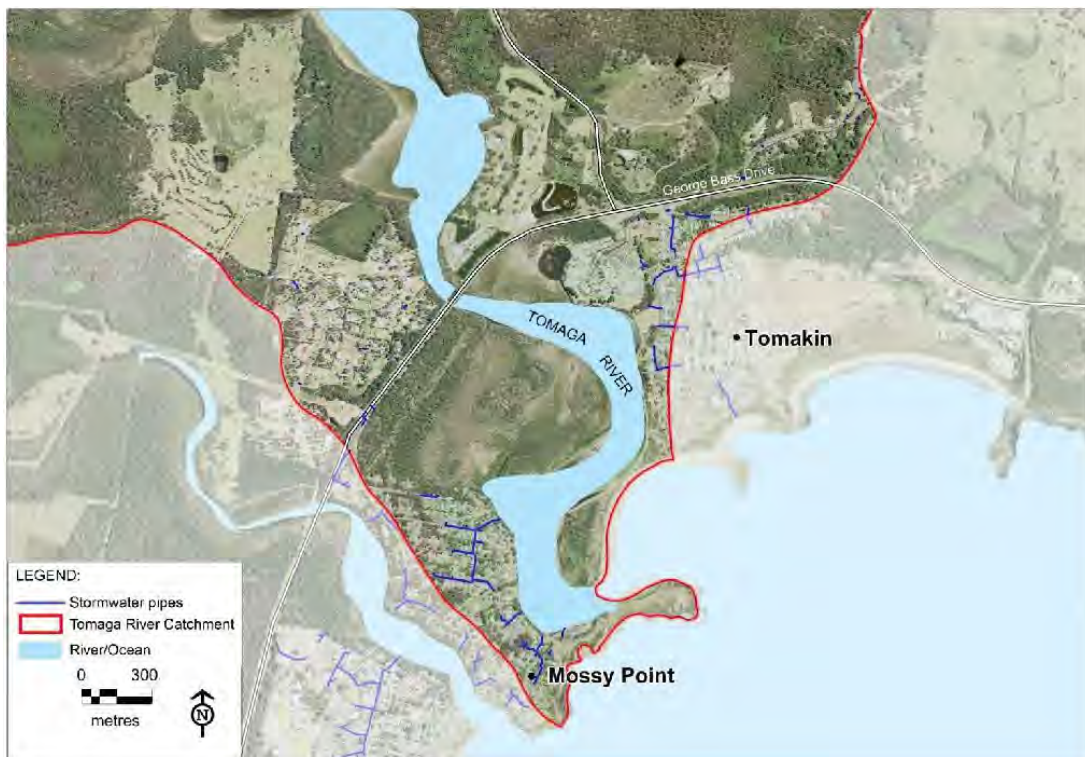 George Bass Drive
TOMAGA
RIVER
Tomakin
Mossy Point
LEGEND:
Stormwater pipes
Tomaga River Catchment
River/Ocean
0 300
metres
N